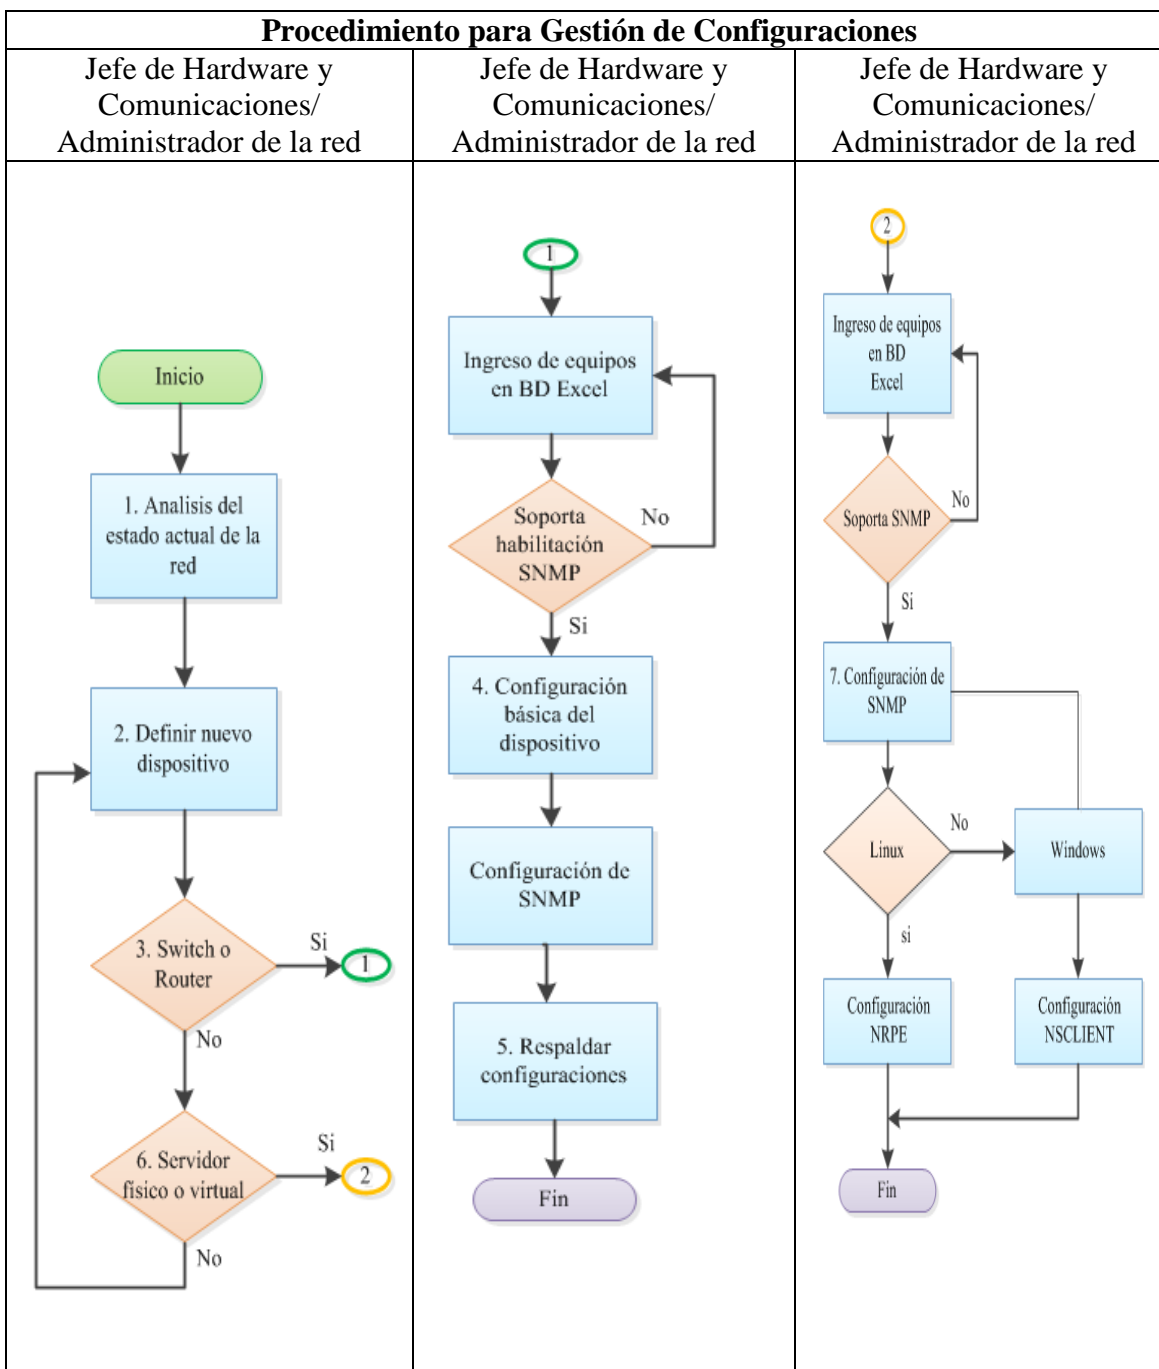 Procedimiento para Gestión de Configuraciones
Jefe de Hardware y
Comunicaciones/
Administrador de la red
Jefe de Hardware y
Comunicaciones/
Administrador de la red
Jefe de Hardware y
Comunicaciones/
Administrador de la red
Inicio
1. Analisis del
estado actual de la
red
2. Definir nuevo
dispositivo
3. Switch o
Router
Si
1
No
6. Servidor
físico o virtual
Si
2
No
1
Ingreso de equipos
en BD Excel
Soporta
habilitación
SNMP
No
Si
4. Configuración
básica del
dispositivo
Configuración de
SNMP
5. Respaldar
configuraciones
Fin
2
Ingreso de equipos
en BD
Excel
Soporta SNMP
No
Si
7. Configuración de
SNMP
Linux
No
Windows
si
Configuración
NRPE
Configuración
NSCLIENT
Fin